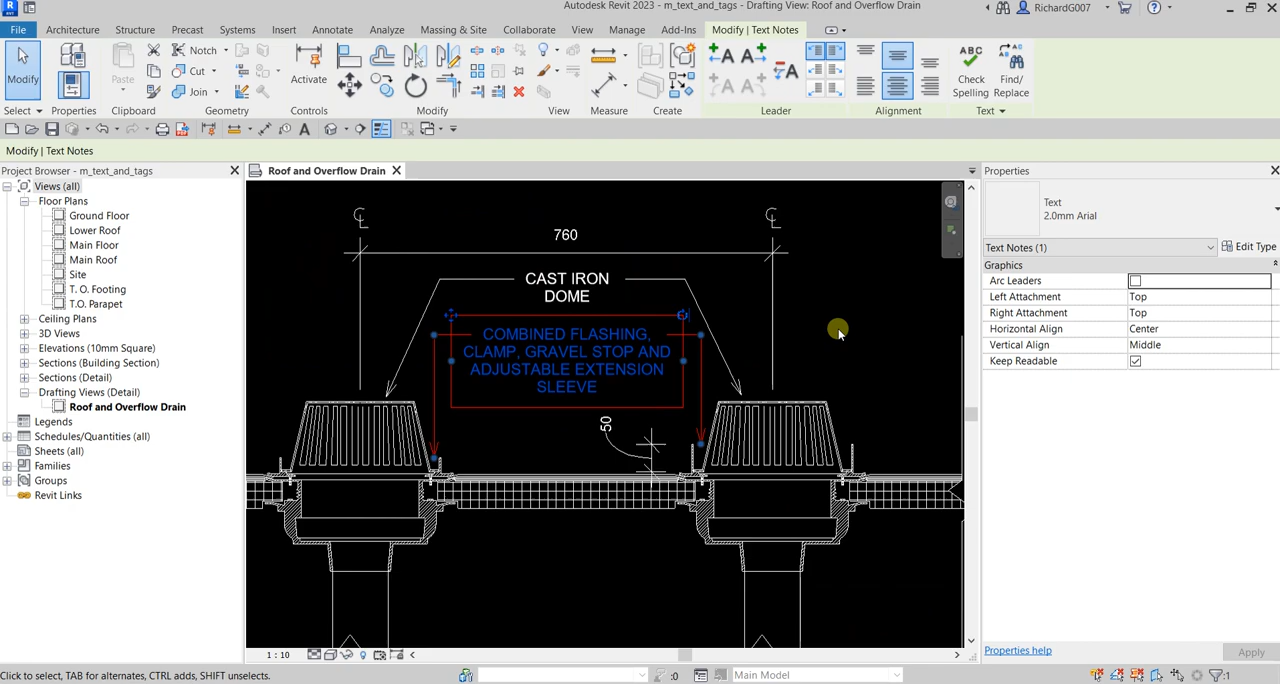 Autodesk Revit 2023 - m_text_and_tags - Drafting View: Roof and Overflow Drain
RichardG007
File
Architecture
Structure
Precast
Systems
Insert
Annotate
Analyze
Massing & Site
Collaborate
View
Manage
Add-Ins
Modify | Text Notes
Modify
Paste
Notch
Cut
Join
Activate
ABC
Check
Spelling
Find/
Replace
Select
Properties
Clipboard
Geometry
Controls
Modify
View
Measure
Create
Leader
Alignment
Text
Modify | Text Notes
Project Browser - m_text_and_tags
Views (all)
Floor Plans
Ground Floor
Lower Roof
Main Floor
Main Roof
Site
T. O. Footing
T.O. Parapet
Ceiling Plans
3D Views
Elevations (10mm Square)
Sections (Building Section)
Sections (Detail)
Drafting Views (Detail)
Roof and Overflow Drain
Legends
Schedules/Quantities (all)
Sheets (all)
Families
Groups
Revit Links
Roof and Overflow Drain
760
CAST IRON
DOME
COMBINED FLASHING,
CLAMP, GRAVEL STOP AND
ADJUSTABLE EXTENSION
SLEEVE
50
Properties
Text
2.0mm Arial
Text Notes (1)
Edit Type
Graphics
Arc Leaders
Left Attachment Top
Right Attachment Top
Horizontal Align Center
Vertical Align Middle
Keep Readable
Properties help
Apply
1 : 10
Click to select, TAB for alternates, CTRL adds, SHIFT unselects.
:0
Main Model
:1